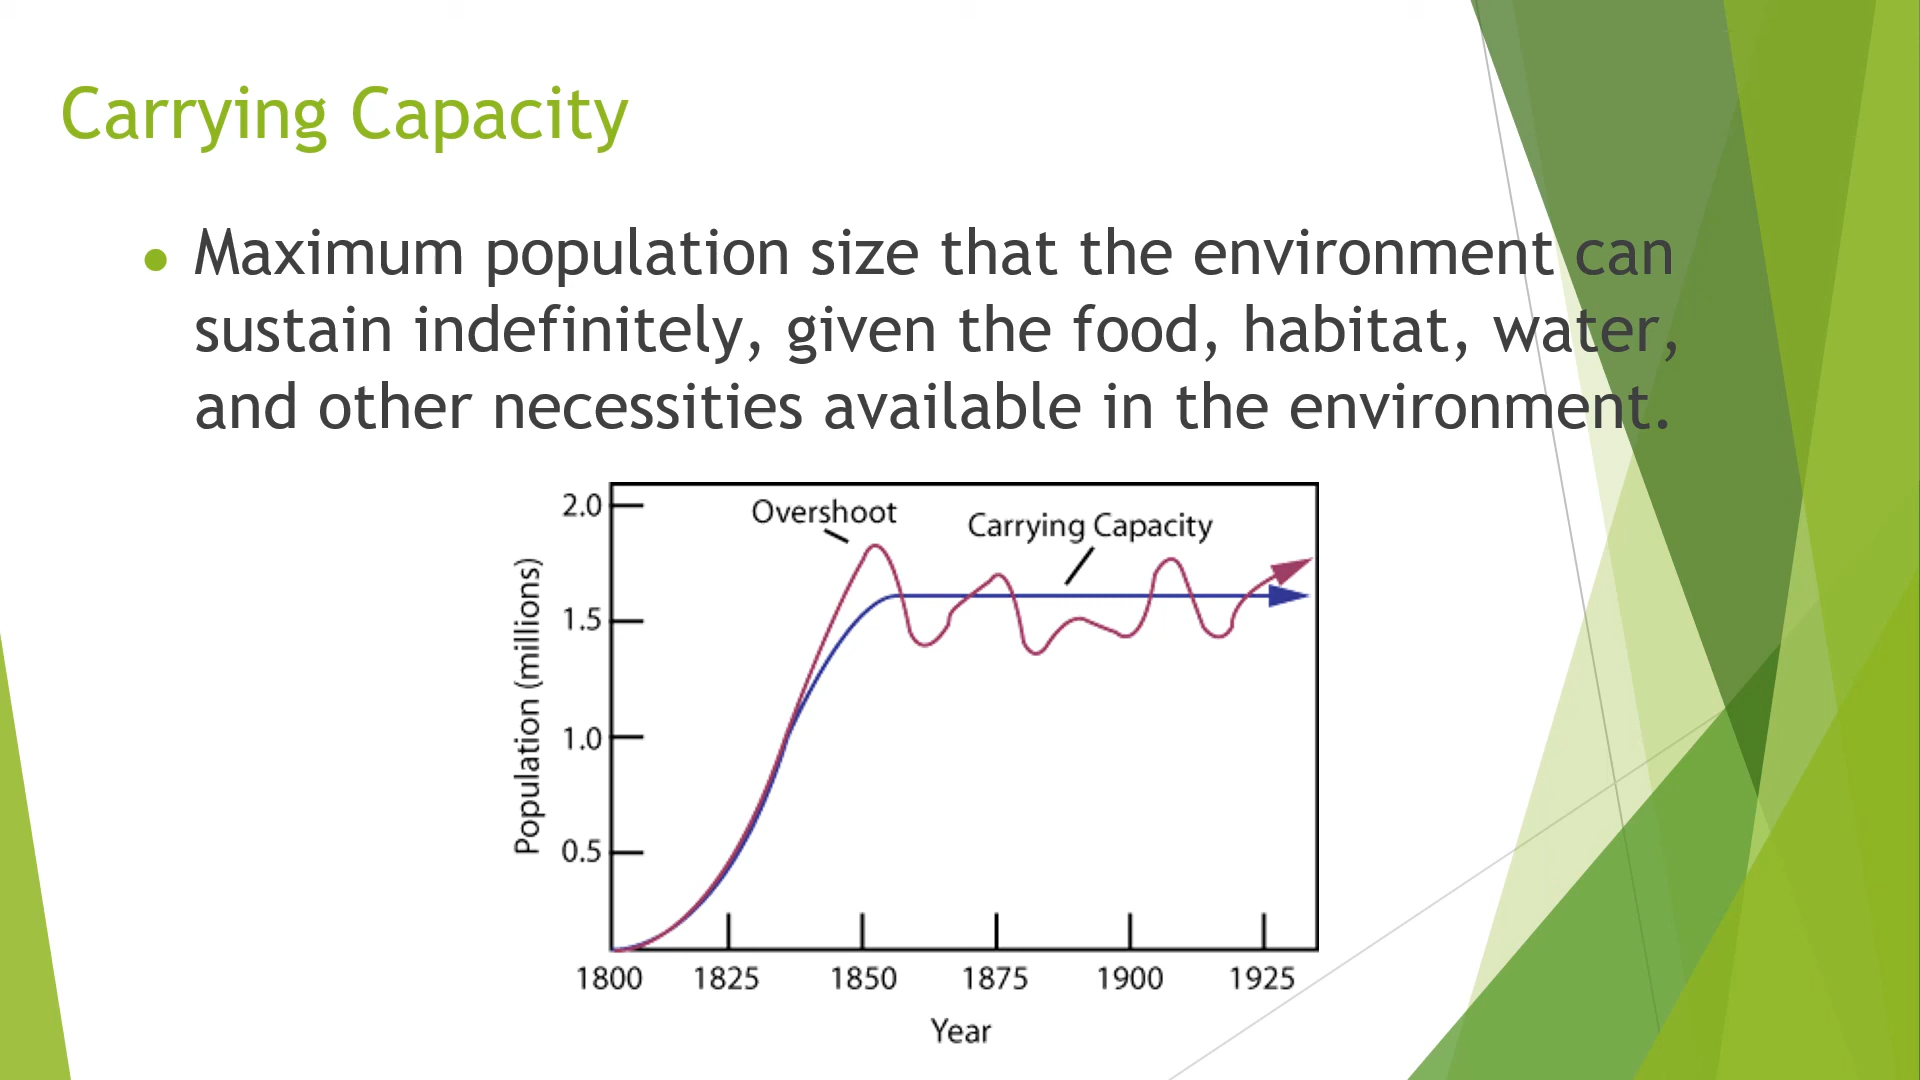 Carrying Capacity
● Maximum population size that the environment can
sustain indefinitely, given the food, habitat, water,
and other necessities available in the environment.
Overshoot
Carrying Capacity
Population (millions)
2.0
1.5
1.0
0.5
1800 1825 1850 1875 1900 1925
Year